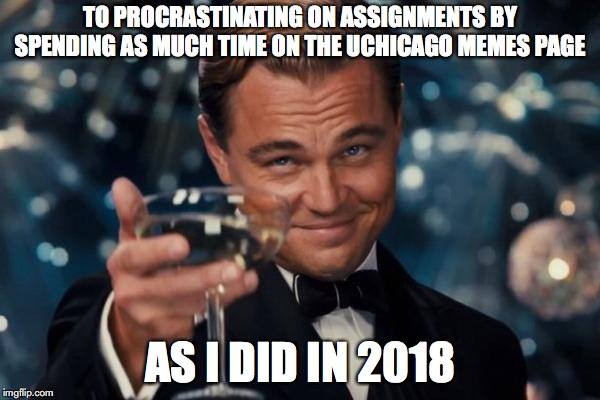 TO PROCRASTINATING ON ASSIGNMENTS BY
SPENDING AS MUCH TIME ON THE UCHICAGO MEMES PAGE
AS I DID IN 2018
imgflip.com